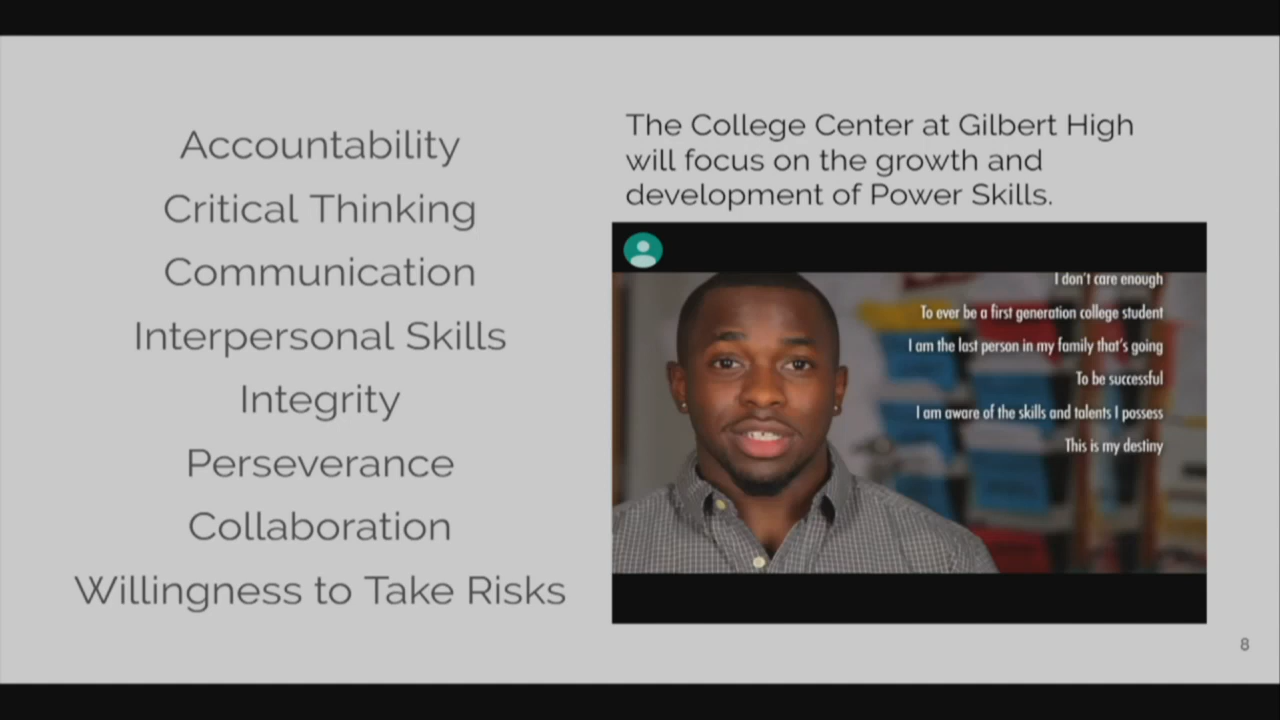 Accountability
Critical Thinking
Communication
Interpersonal Skills
Integrity
Perseverance
Collaboration
Willingness to Take Risks
The College Center at Gilbert High
will focus on the growth and
development of Power Skills.
I don't care enough
To ever be a first generation college student
I am the last person in my family that's going
To be successful
I am aware of the skills and talents I possess
This is my destiny
8